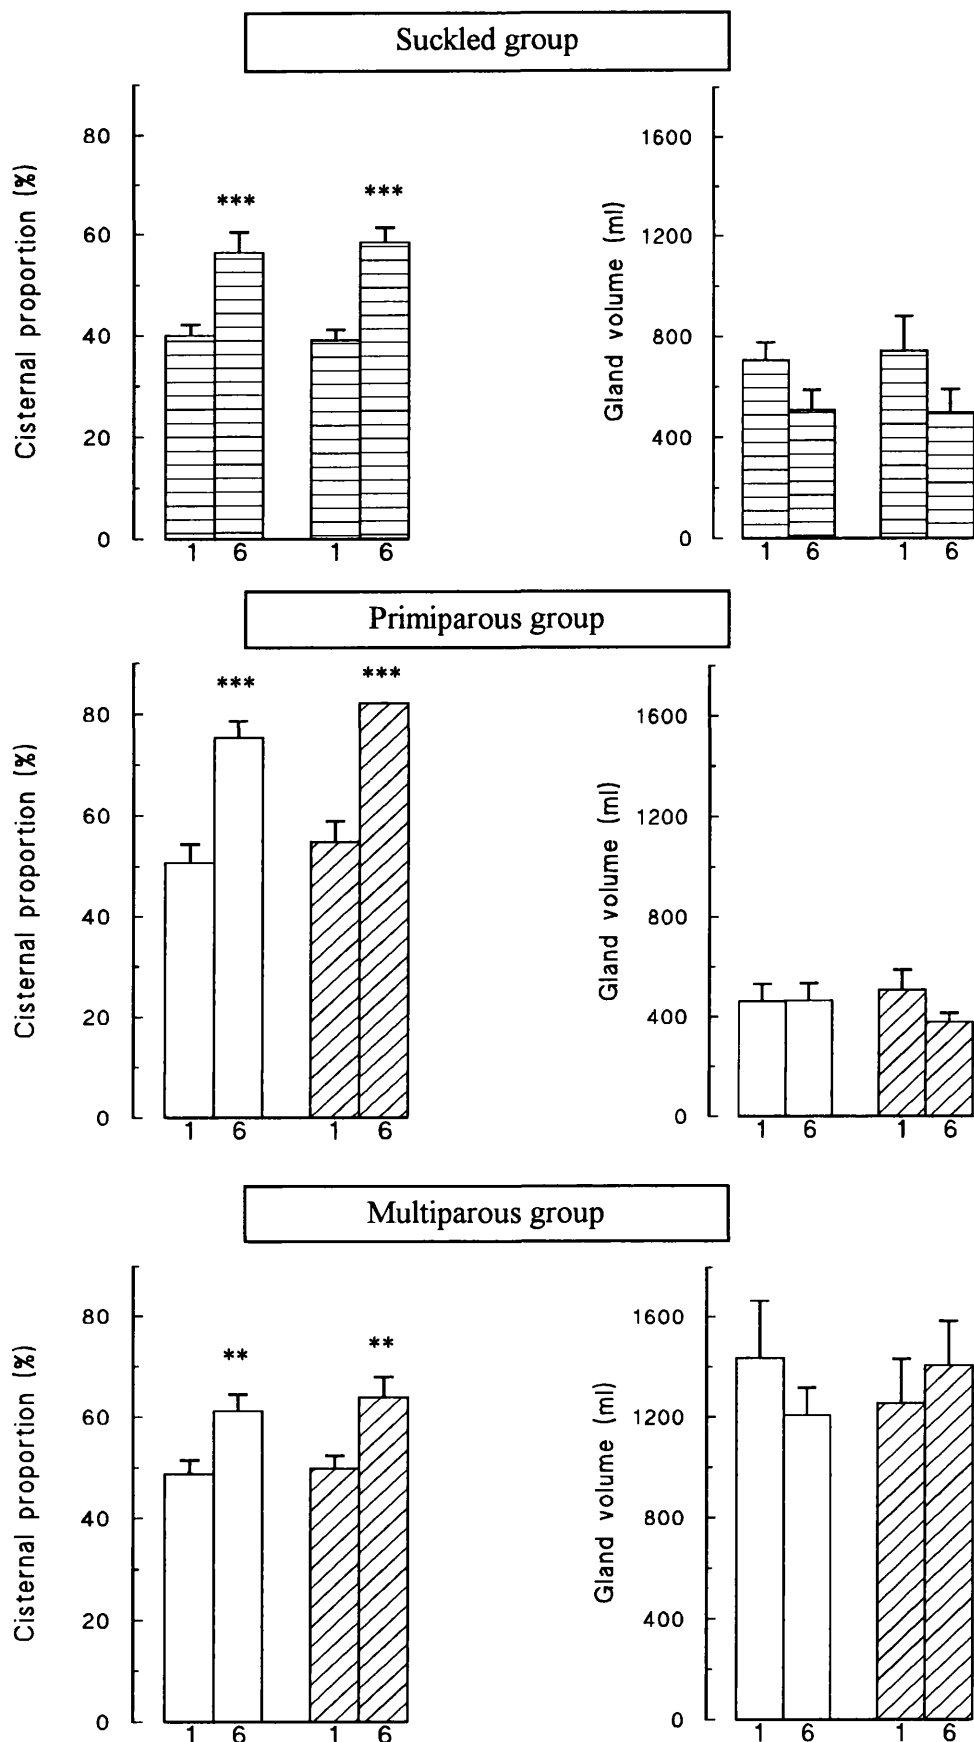 Suckled group
Cisternal proportion (%)
80
60
40
20
0
*** ***
1 6 1 6
Gland volume (ml)
1600
1200
800
400
0
1 6 1 6
Primiparous group
Cisternal proportion (%)
80
60
40
20
0
*** ***
1 6 1 6
Gland volume (ml)
1600
1200
800
400
0
1 6 1 6
Multiparous group
Cisternal proportion (%)
80
60
40
20
0
** **
1 6 1 6
Gland volume (ml)
1600
1200
800
400
0
1 6 1 6